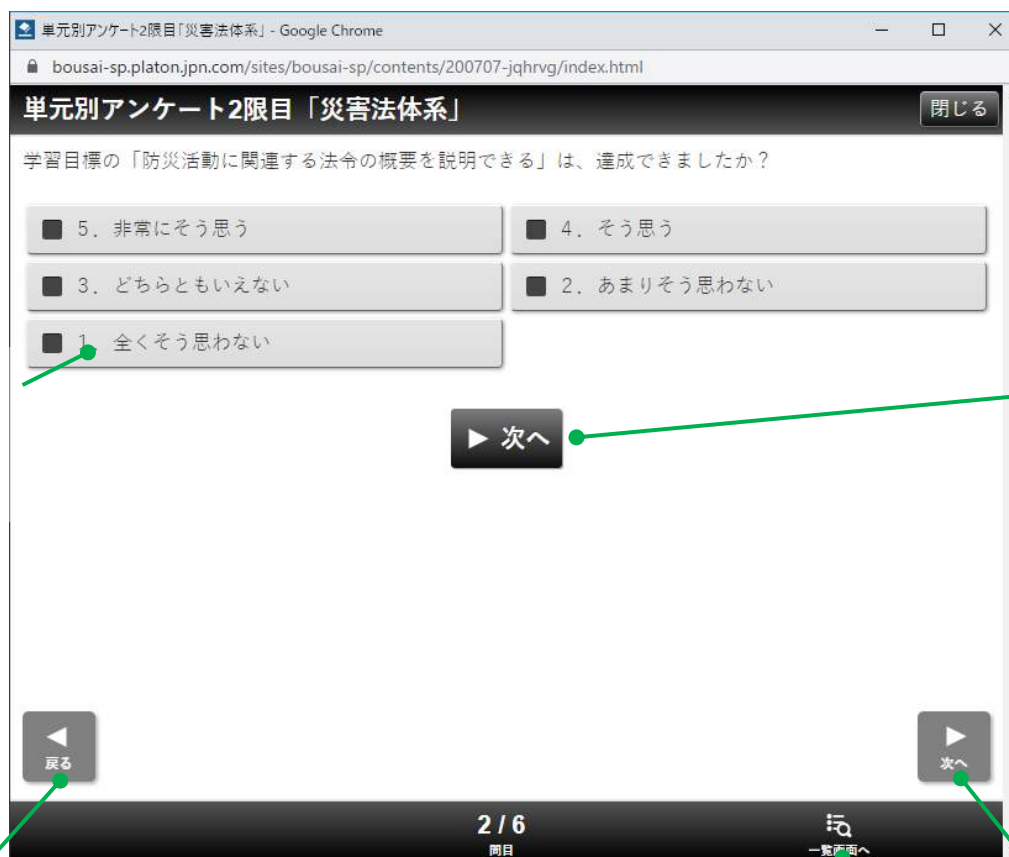 単元別アンケート2限目「災害法体系」 - Google Chrome
bousai-sp.platon.jpn.com/sites/bousai-sp/contents/200707-jqhrvg/index.html
単元別アンケート2限目「災害法体系」 閉じる
学習目標の「防災活動に関連する法令の概要を説明できる」は、達成できましたか？
5. 非常にそう思う 4. そう思う
3. どちらともいえない 2. あまりそう思わない
1. 全くそう思わない
▶ 次へ
◀ ▶
戻る 次へ
2 / 6
問目 一覧画面へ